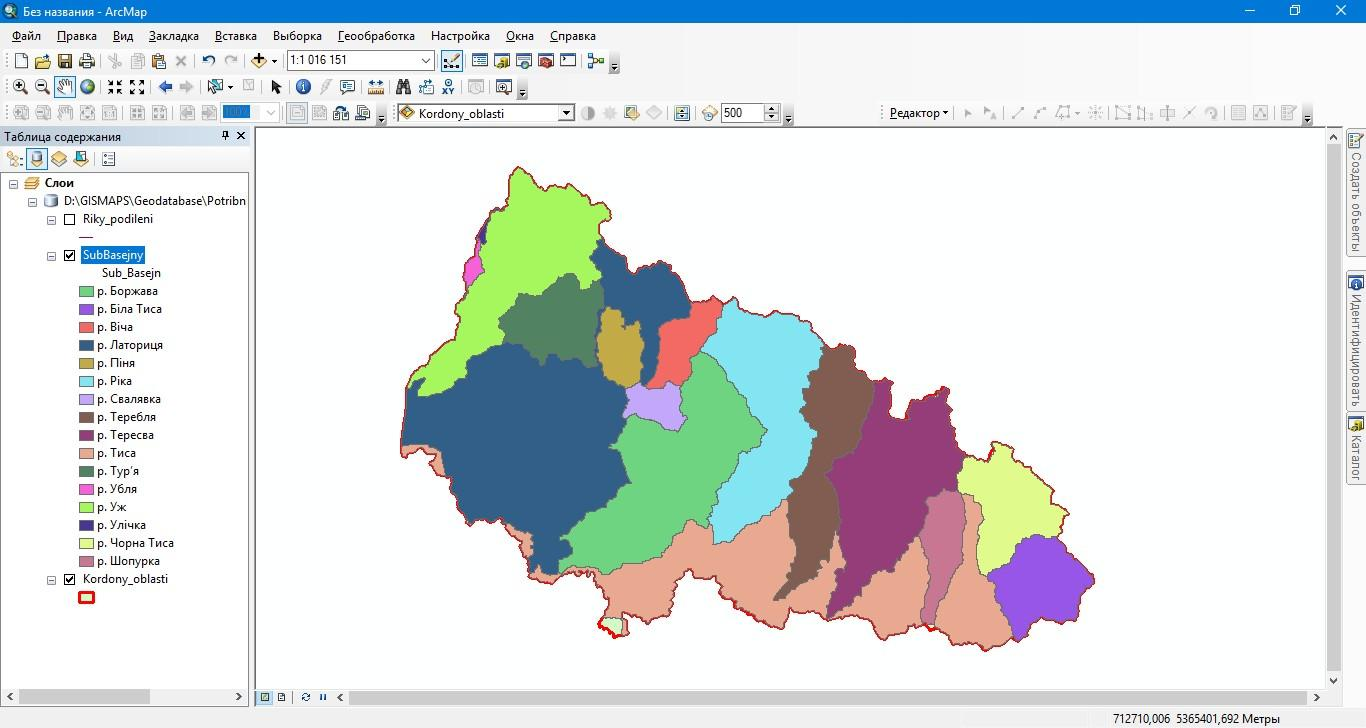 Без названия - ArcMap
Файл Правка Вид Закладка Вставка Выборка Геообработка Настройка Окна Справка
1:1 016 151
100%
Kordony_oblasti
500
Редактор
Таблица содержания
Слои
D:\GISMAPS\Geodatabase\Potribn
Riky_podileni
SubBasejny
Sub_Basejn
р. Боржава
р. Біла Тиса
р. Віча
р. Латориця
р. Піня
р. Ріка
р. Свалявка
р. Теребля
р. Тересва
р. Тиса
р. Тур’я
р. Убля
р. Уж
р. Улічка
р. Чорна Тиса
р. Шопурка
Kordony_oblasti
Создать объекты
Идентифицировать
Каталог
712710,006 5365401,692 Метры